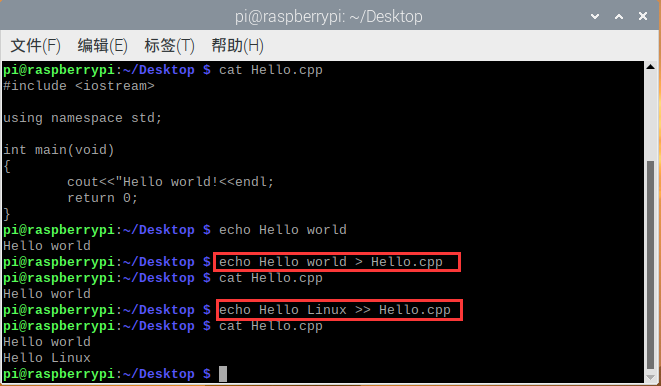 pi@raspberrypi: ~/Desktop
文件(F) 编辑(E) 标签(T) 帮助(H)
pi@raspberrypi:~/Desktop $ cat Hello.cpp
#include <iostream>
using namespace std;
int main(void)
{
        cout<<"Hello world!<<endl;
        return 0;
}
pi@raspberrypi:~/Desktop $ echo Hello world
Hello world
pi@raspberrypi:~/Desktop $ echo Hello world > Hello.cpp
pi@raspberrypi:~/Desktop $ cat Hello.cpp
Hello world
pi@raspberrypi:~/Desktop $ echo Hello Linux >> Hello.cpp
pi@raspberrypi:~/Desktop $ cat Hello.cpp
Hello world
Hello Linux
pi@raspberrypi:~/Desktop $